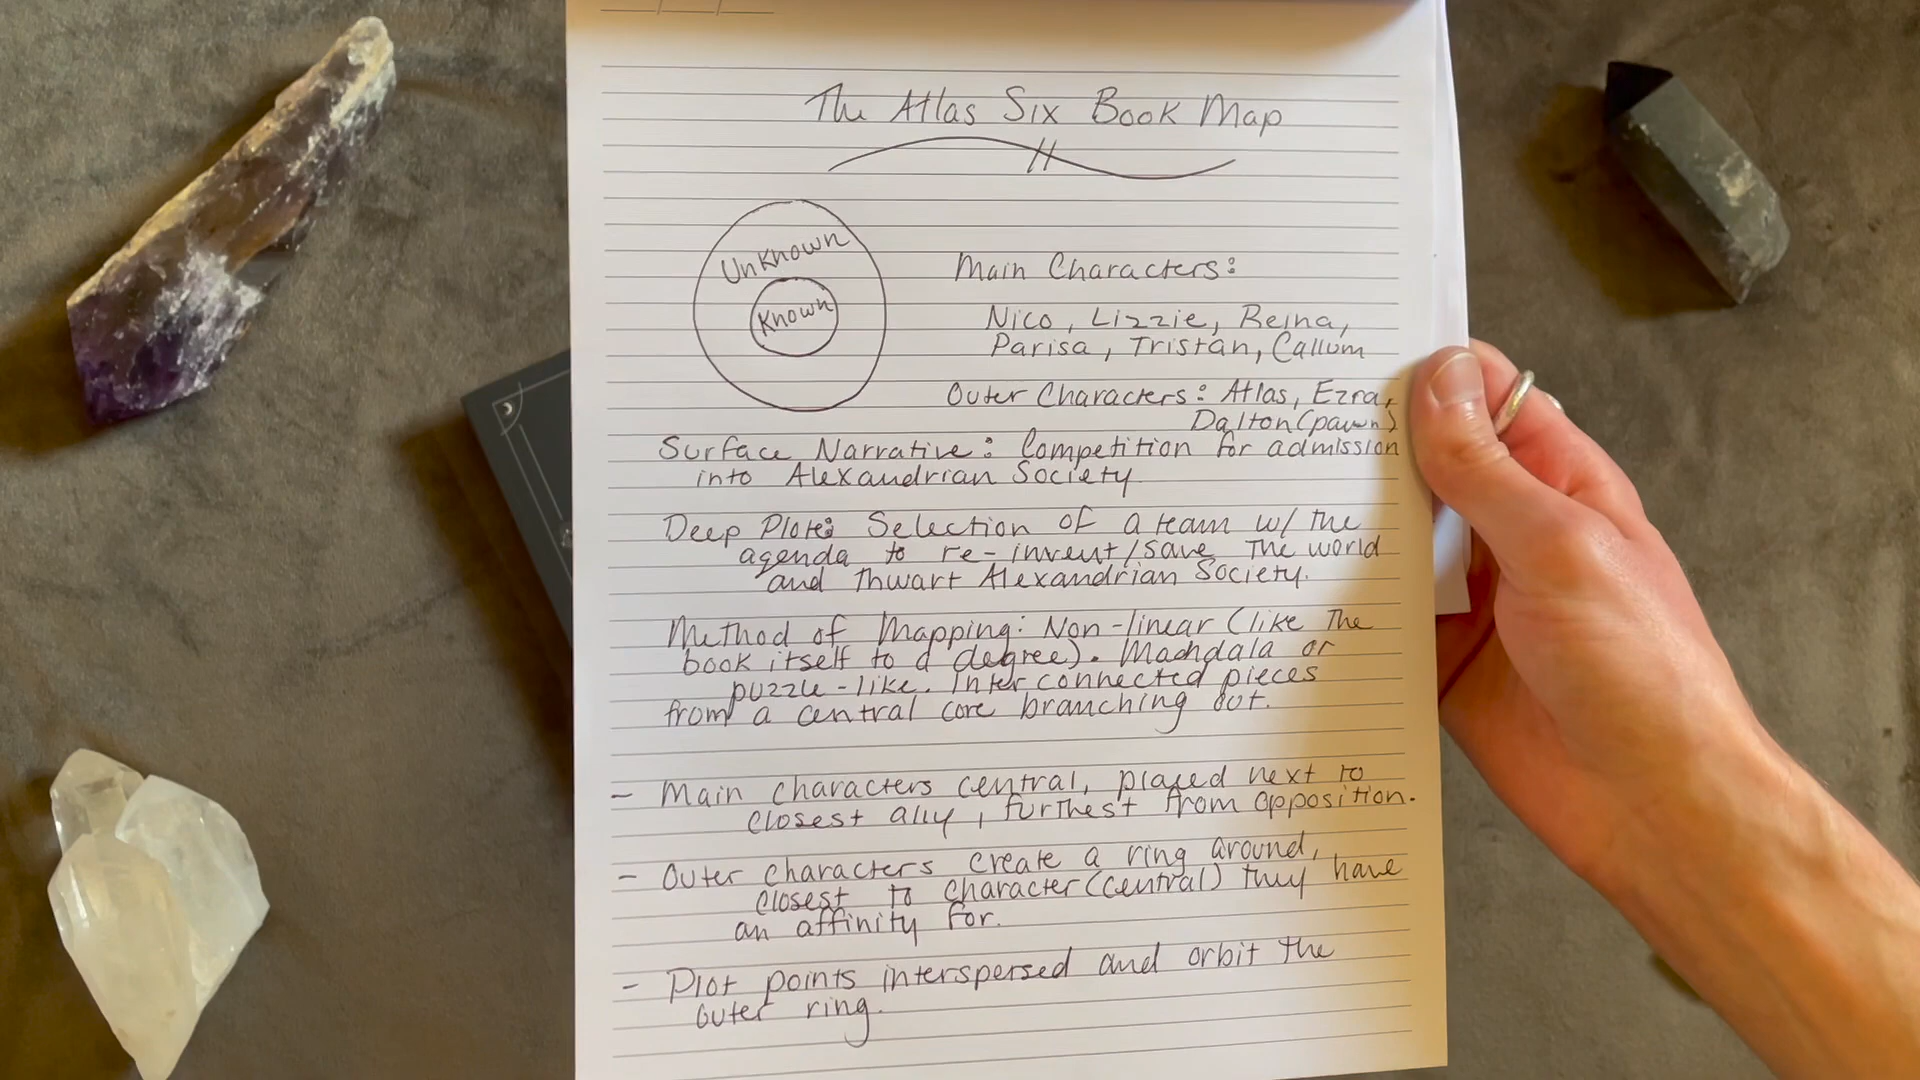 The Atlas Six Book Map
Unknown
Known
Main Characters:
Nico, Lizzie, Reina,
Parisa, Tristan, Callum
Outer Characters: Atlas, Ezra,
Dalton (pawn)
Surface Narrative: Competition for admission
into Alexandrian Society
Deep Plot: Selection of a team w/ the
agenda to re-invent/save the world
and thwart Alexandrian Society.
Method of Mapping: Non-linear (like the
book itself to a degree). Mandala or
puzzle-like. Interconnected pieces
from a central core branching out.
- Main characters central, placed next to
closest ally, furthest from opposition.
- Outer characters create a ring around,
closest to character (central) they have
an affinity for.
- Plot points interspersed and orbit the
outer ring.